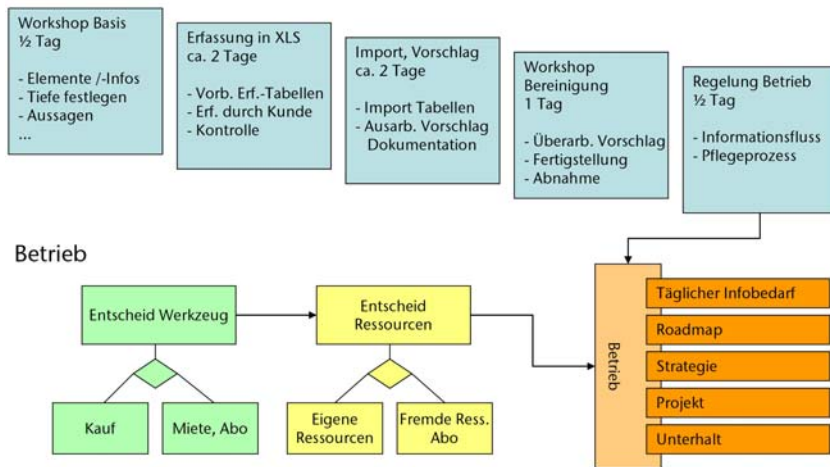 Workshop Basis
½ Tag
- Elemente /-Infos
- Tiefe festlegen
- Aussagen
...
Erfassung in XLS
ca. 2 Tage
- Vorb. Erf.-Tabellen
- Erf. durch Kunde
- Kontrolle
Import, Vorschlag
ca. 2 Tage
- Import Tabellen
- Ausarb. Vorschlag
Dokumentation
Workshop
Bereinigung
1 Tag
- Überarb. Vorschlag
- Fertigstellung
- Abnahme
Regelung Betrieb
½ Tag
- Informationsfluss
- Pflegeprozess
Betrieb
Entscheid Werkzeug
Kauf
Miete, Abo
Entscheid
Ressourcen
Eigene
Ressourcen
Fremde Ress.
Abo
Betrieb
Täglicher Infobedarf
Roadmap
Strategie
Projekt
Unterhalt